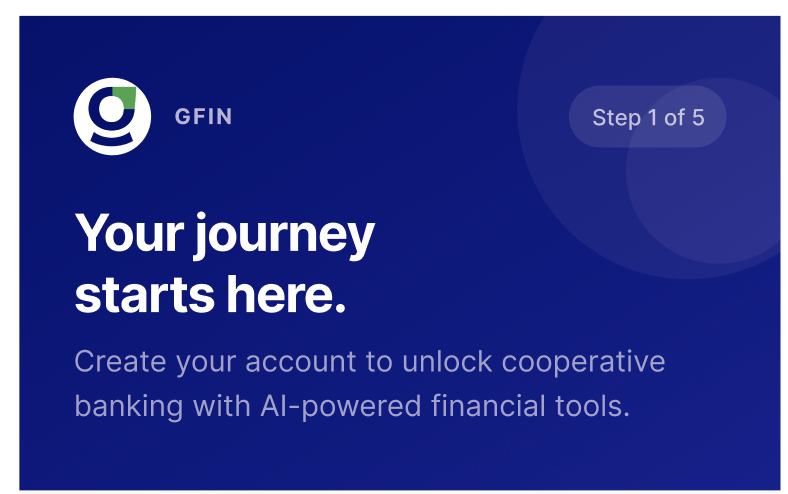 GFIN
Step 1 of 5
Your journey
starts here.
Create your account to unlock cooperative
banking with AI-powered financial tools.